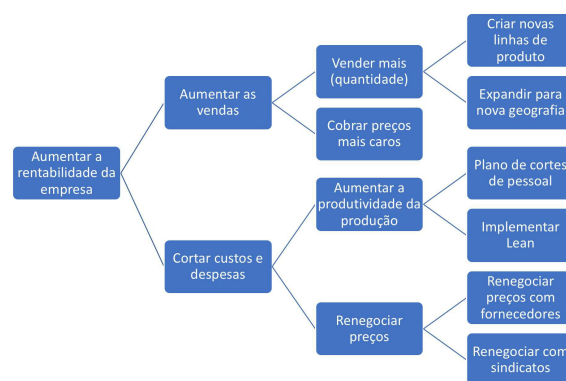 Aumentar a
rentabilidade da
empresa
Aumentar as
vendas
Vender mais
(quantidade)
Criar novas
linhas de
produto
Expandir para
nova geografia
Cobrar preços
mais caros
Cortar custos e
despesas
Aumentar a
produtividade da
produção
Plano de cortes
de pessoal
Implementar
Lean
Renegociar
preços
Renegociar
preços com
fornecedores
Renegociar com
sindicatos